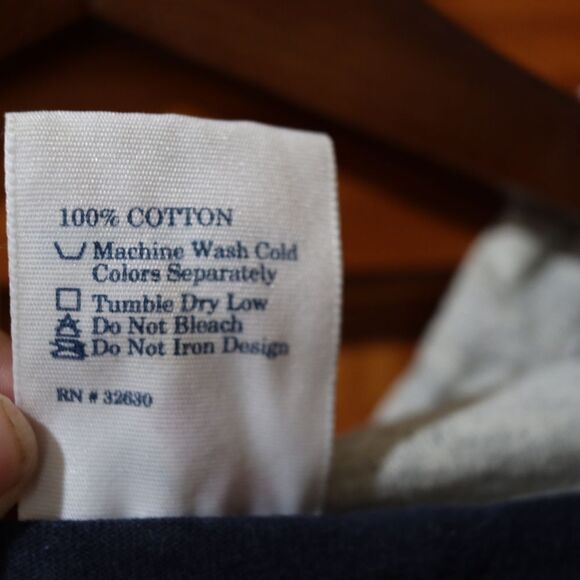 100% COTTON
Machine Wash Cold
Colors Separately
Tumble Dry Low
Do Not Bleach
Do Not Iron Design
RN # 32630